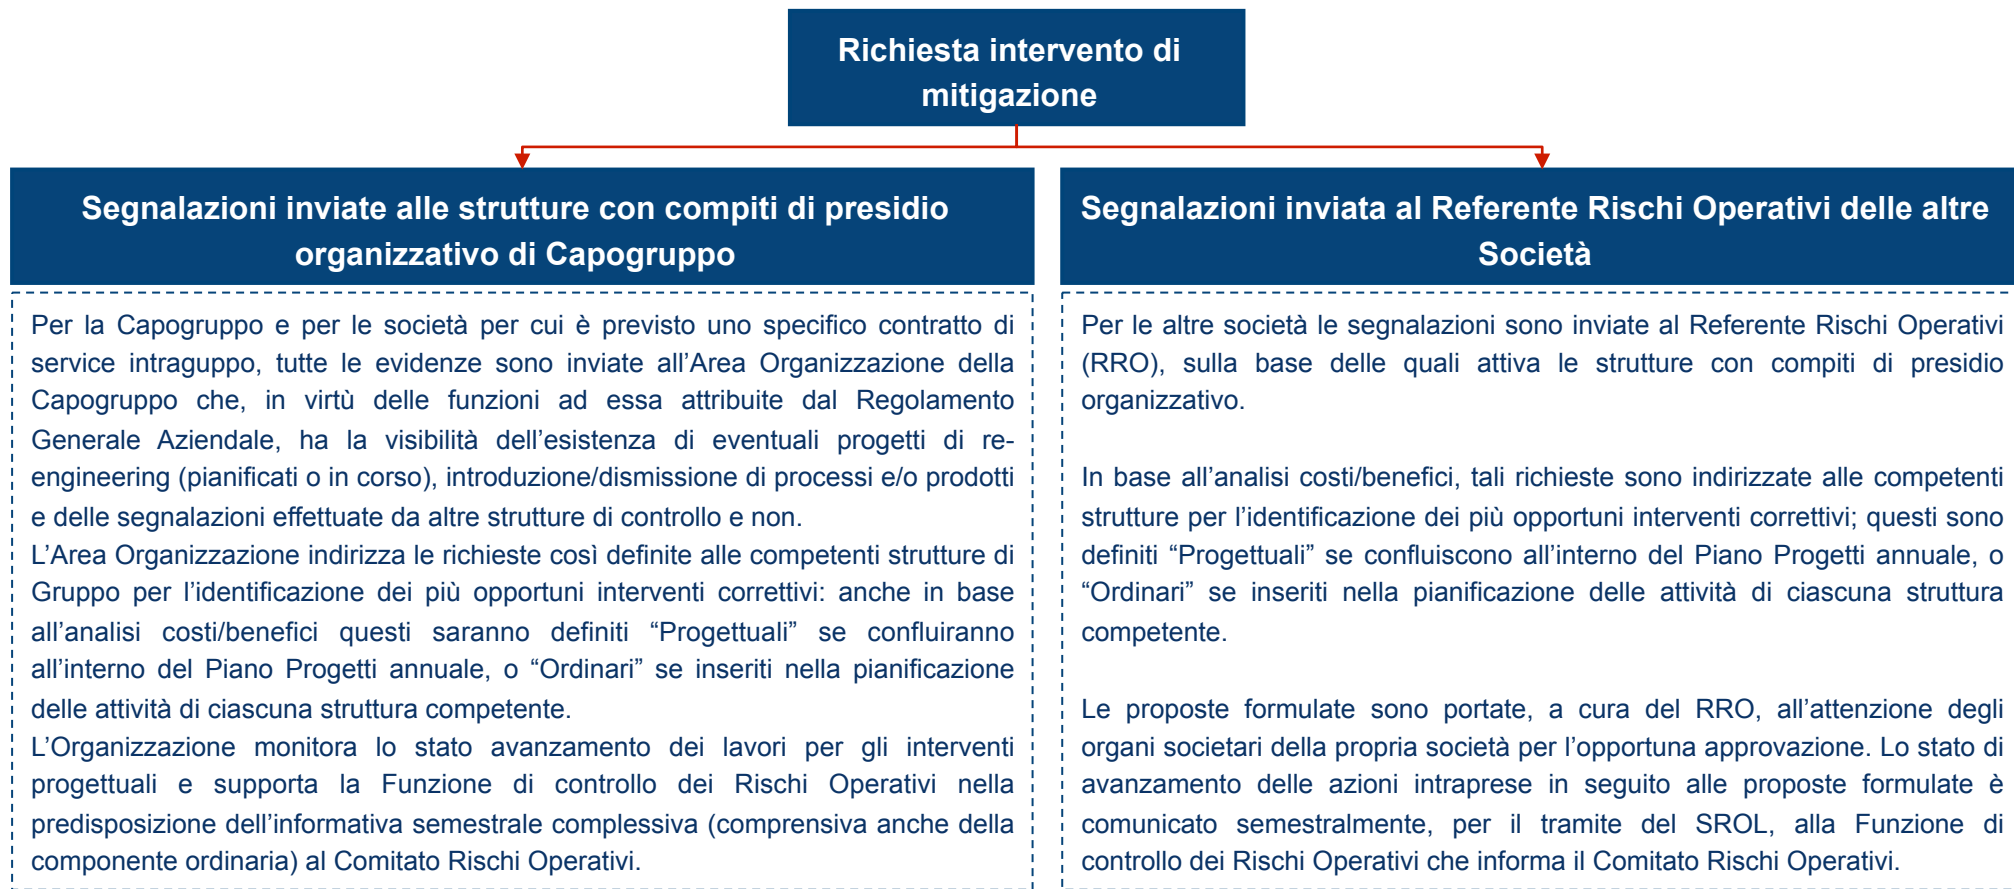 Richiesta intervento di
mitigazione
Segnalazioni inviate alle strutture con compiti di presidio
organizzativo di Capogruppo
Per la Capogruppo e per le società per cui è previsto uno specifico contratto di
service intraguppo, tutte le evidenze sono inviate all’Area Organizzazione della
Capogruppo che, in virtù delle funzioni ad essa attribuite dal Regolamento
Generale Aziendale, ha la visibilità dell’esistenza di eventuali progetti di re-
engineering (pianificati o in corso), introduzione/dismissione di processi e/o prodotti
e delle segnalazioni effettuate da altre strutture di controllo e non.
L’Area Organizzazione indirizza le richieste così definite alle competenti strutture di
Gruppo per l’identificazione dei più opportuni interventi correttivi: anche in base
all’analisi costi/benefici questi saranno definiti “Progettuali” se confluiranno
all’interno del Piano Progetti annuale, o “Ordinari” se inseriti nella pianificazione
delle attività di ciascuna struttura competente.
L’Organizzazione monitora lo stato avanzamento dei lavori per gli interventi
progettuali e supporta la Funzione di controllo dei Rischi Operativi nella
predisposizione dell’informativa semestrale complessiva (comprensiva anche della
componente ordinaria) al Comitato Rischi Operativi.
Segnalazioni inviata al Referente Rischi Operativi delle altre
Società
Per le altre società le segnalazioni sono inviate al Referente Rischi Operativi
(RRO), sulla base delle quali attiva le strutture con compiti di presidio
organizzativo.
In base all’analisi costi/benefici, tali richieste sono indirizzate alle competenti
strutture per l’identificazione dei più opportuni interventi correttivi; questi sono
definiti “Progettuali” se confluiscono all’interno del Piano Progetti annuale, o
“Ordinari” se inseriti nella pianificazione delle attività di ciascuna struttura
competente.
Le proposte formulate sono portate, a cura del RRO, all’attenzione degli
organi societari della propria società per l’opportuna approvazione. Lo stato di
avanzamento delle azioni intraprese in seguito alle proposte formulate è
comunicato semestralmente, per il tramite del SROL, alla Funzione di
controllo dei Rischi Operativi che informa il Comitato Rischi Operativi.